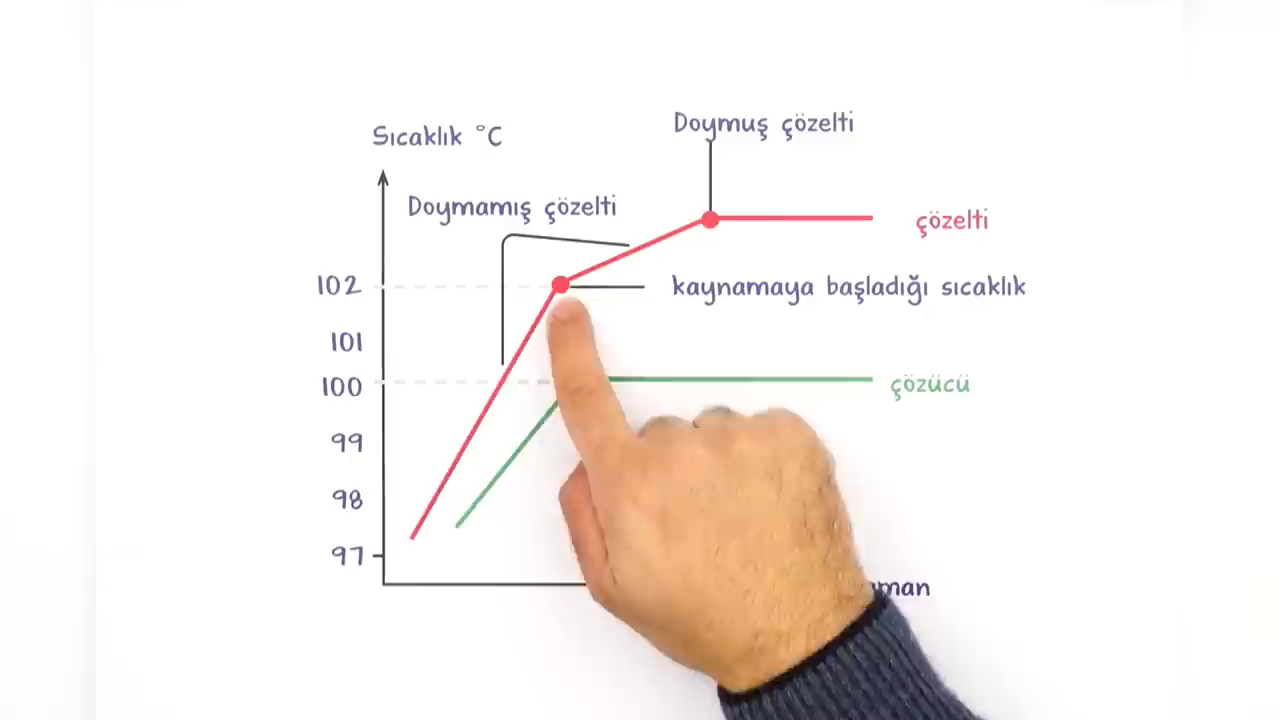 Doymuş çözelti
Sıcaklık °C
Doymamış çözelti
çözelti
102
kaynamaya başladığı sıcaklık
101
100
çözücü
99
98
97